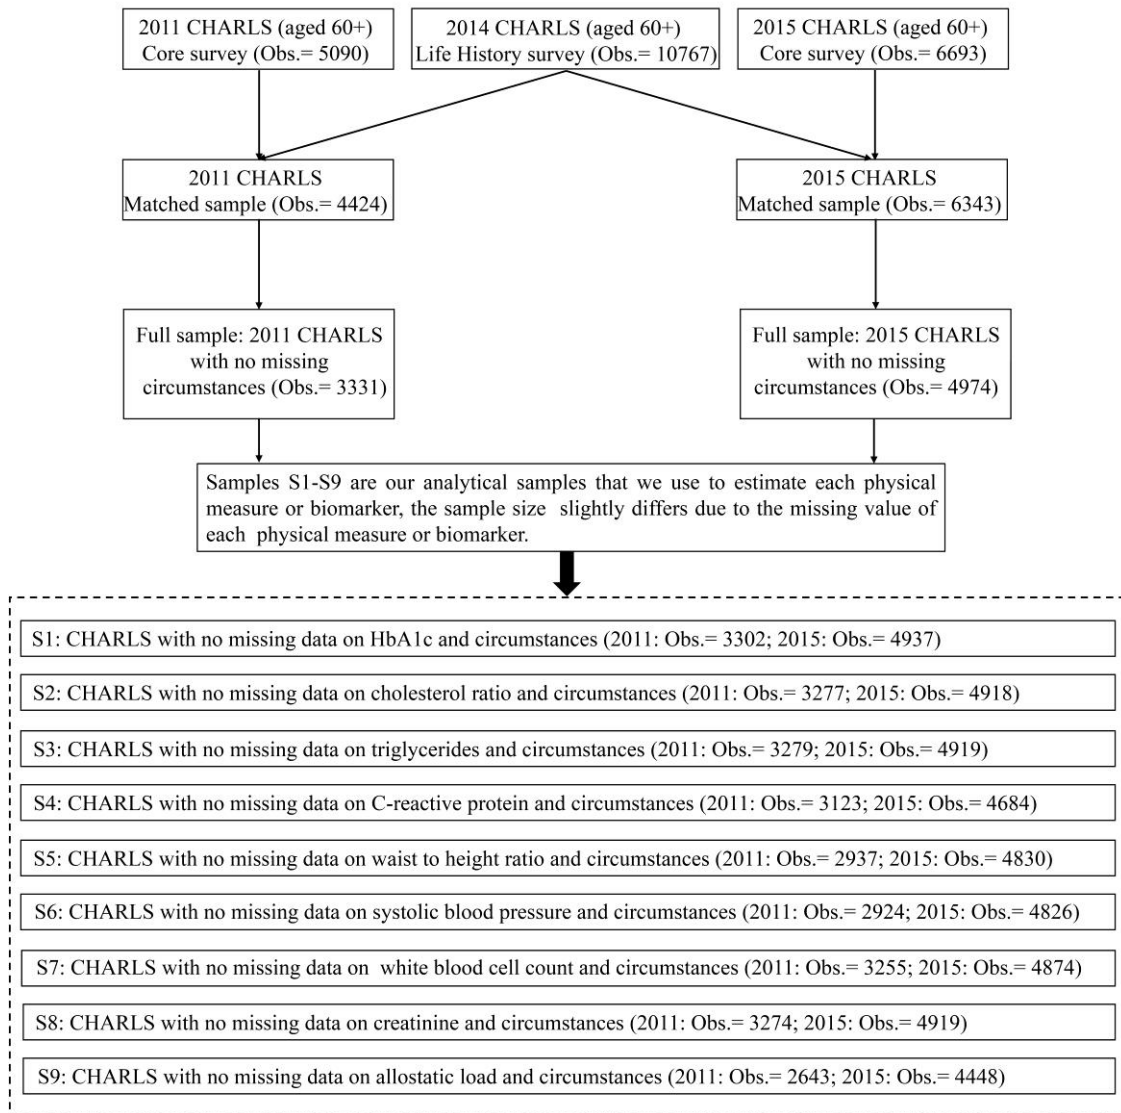 2011 CHARLS (aged 60+)
Core survey (Obs.= 5090)
2014 CHARLS (aged 60+)
Life History survey (Obs.= 10767)
2015 CHARLS (aged 60+)
Core survey (Obs.= 6693)
2011 CHARLS
Matched sample (Obs.= 4424)
2015 CHARLS
Matched sample (Obs.= 6343)
Full sample: 2011 CHARLS
with no missing
circumstances (Obs.= 3331)
Full sample: 2015 CHARLS
with no missing
circumstances (Obs.= 4974)
Samples S1-S9 are our analytical samples that we use to estimate each physical
measure or biomarker, the sample size slightly differs due to the missing value of
each physical measure or biomarker.
S1: CHARLS with no missing data on HbA1c and circumstances (2011: Obs.= 3302; 2015: Obs.= 4937)
S2: CHARLS with no missing data on cholesterol ratio and circumstances (2011: Obs.= 3277; 2015: Obs.= 4918)
S3: CHARLS with no missing data on triglycerides and circumstances (2011: Obs.= 3279; 2015: Obs.= 4919)
S4: CHARLS with no missing data on C-reactive protein and circumstances (2011: Obs.= 3123; 2015: Obs.= 4684)
S5: CHARLS with no missing data on waist to height ratio and circumstances (2011: Obs.= 2937; 2015: Obs.= 4830)
S6: CHARLS with no missing data on systolic blood pressure and circumstances (2011: Obs.= 2924; 2015: Obs.= 4826)
S7: CHARLS with no missing data on white blood cell count and circumstances (2011: Obs.= 3255; 2015: Obs.= 4874)
S8: CHARLS with no missing data on creatinine and circumstances (2011: Obs.= 3274; 2015: Obs.= 4919)
S9: CHARLS with no missing data on allostatic load and circumstances (2011: Obs.= 2643; 2015: Obs.= 4448)